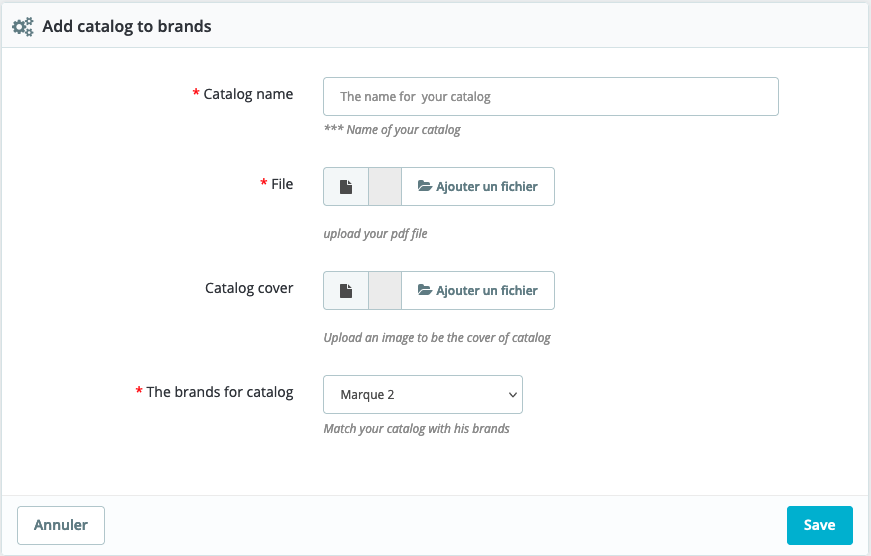 Add catalog to brands
* Catalog name
The name for your catalog
*** Name of your catalog
* File
Ajouter un fichier
upload your pdf file
Catalog cover
Ajouter un fichier
Upload an image to be the cover of catalog
* The brands for catalog
Marque 2
Match your catalog with his brands
Annuler
Save